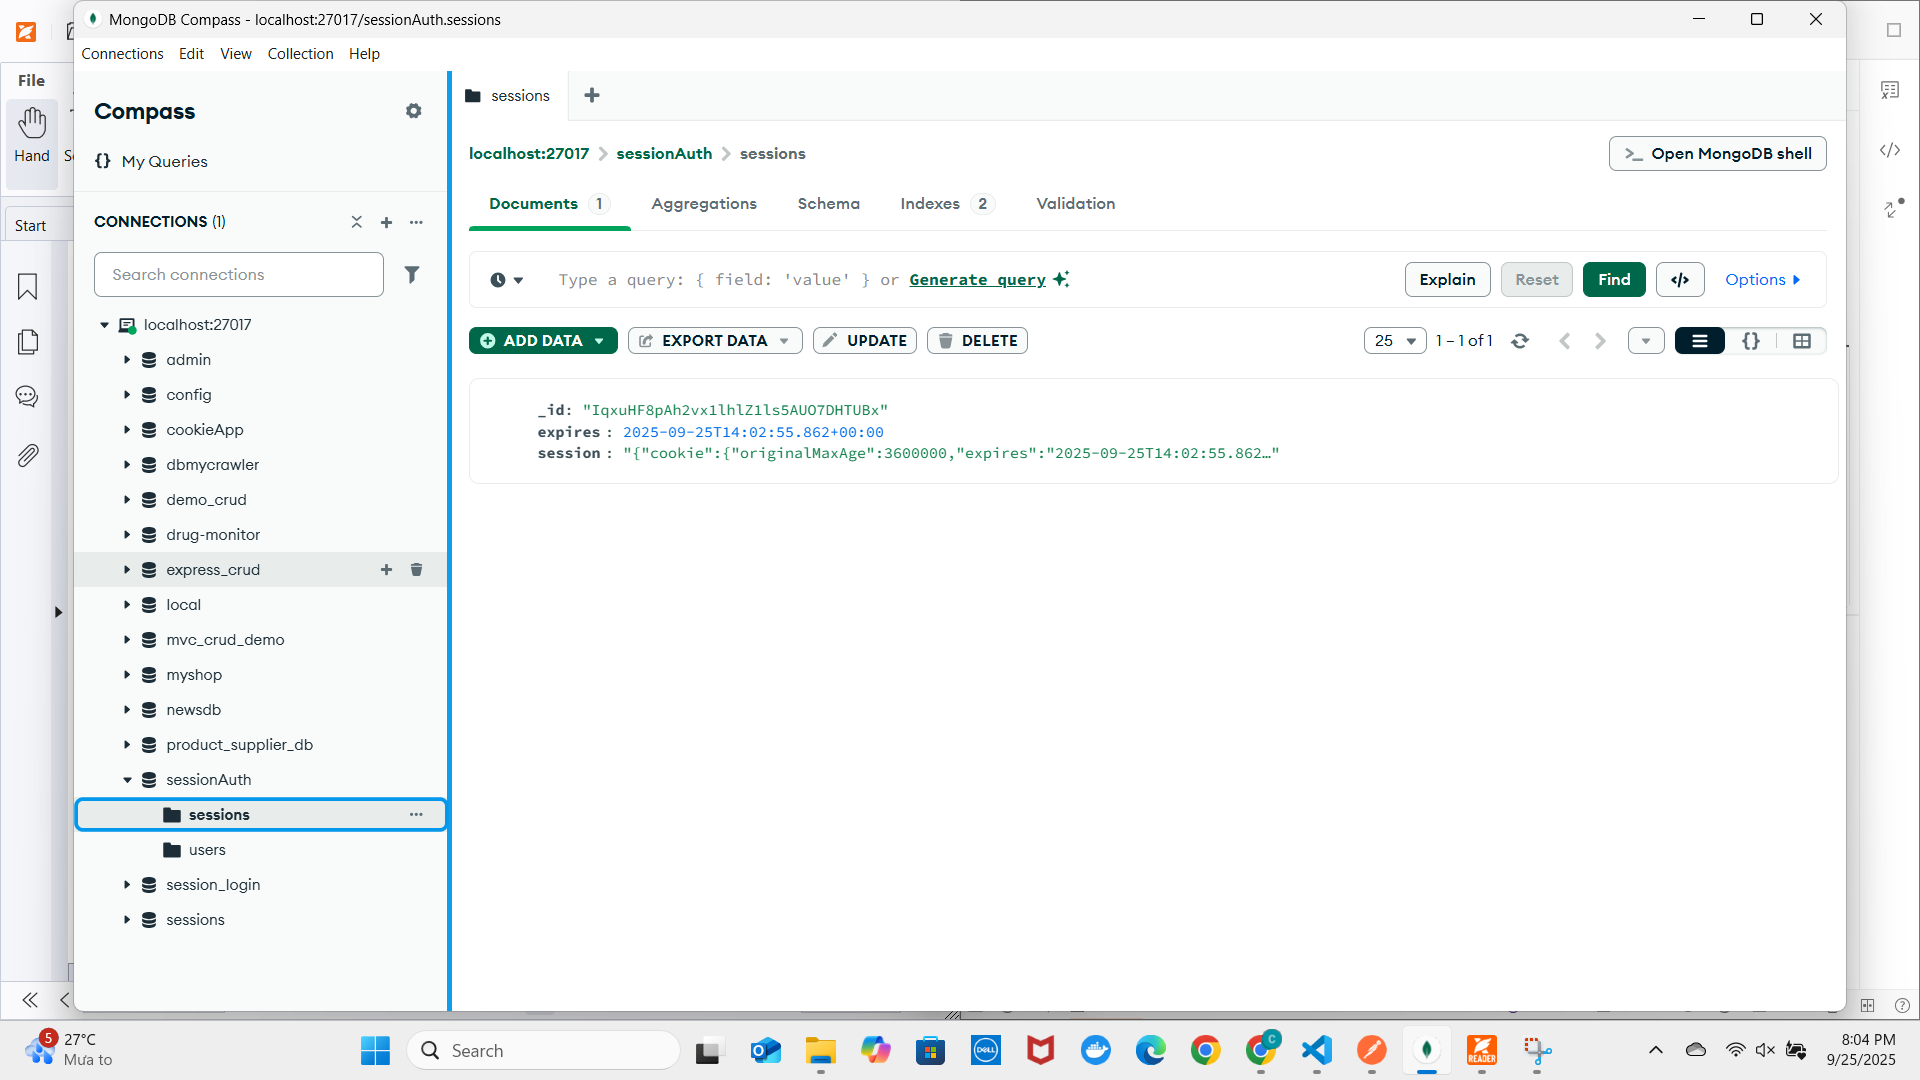 MongoDB Compass - localhost:27017/sessionAuth.sessions
Connections Edit View Collection Help
File
Hand
Start
Compass
{} My Queries
CONNECTIONS (1)
Search connections
localhost:27017
admin
config
cookieApp
dbmycrawler
demo_crud
drug-monitor
express_crud
local
mvc_crud_demo
myshop
newsdb
product_supplier_db
sessionAuth
sessions
users
session_login
sessions
sessions
localhost:27017 > sessionAuth > sessions
>_ Open MongoDB shell
Documents 1 Aggregations Schema Indexes 2 Validation
Type a query: { field: 'value' } or Generate query
Explain Reset Find </> Options
ADD DATA EXPORT DATA UPDATE DELETE
25 1 – 1 of 1 {}
_id: "IqxuHF8pAh2vx1lhlZ1ls5AUO7DHTUBx"
expires : 2025-09-25T14:02:55.862+00:00
session : "{"cookie":{"originalMaxAge":3600000,"expires":"2025-09-25T14:02:55.862…"
5
27°C
Mưa to
Search
DELL
C
READER
8:04 PM
9/25/2025